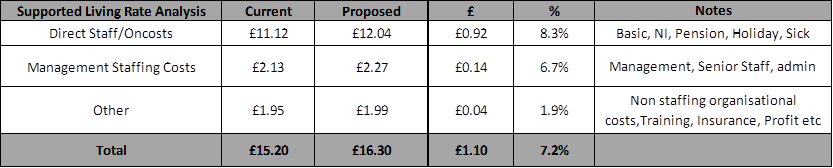 Supported Living Rate Analysis Current Proposed £ % Notes
Direct Staff/Oncosts £11.12 £12.04 £0.92 8.3% Basic, NI, Pension, Holiday, Sick
Management Staffing Costs £2.13 £2.27 £0.14 6.7% Management, Senior Staff, admin
Other £1.95 £1.99 £0.04 1.9% Non staffing organisational
costs,Training, Insurance, Profit etc
Total £15.20 £16.30 £1.10 7.2%